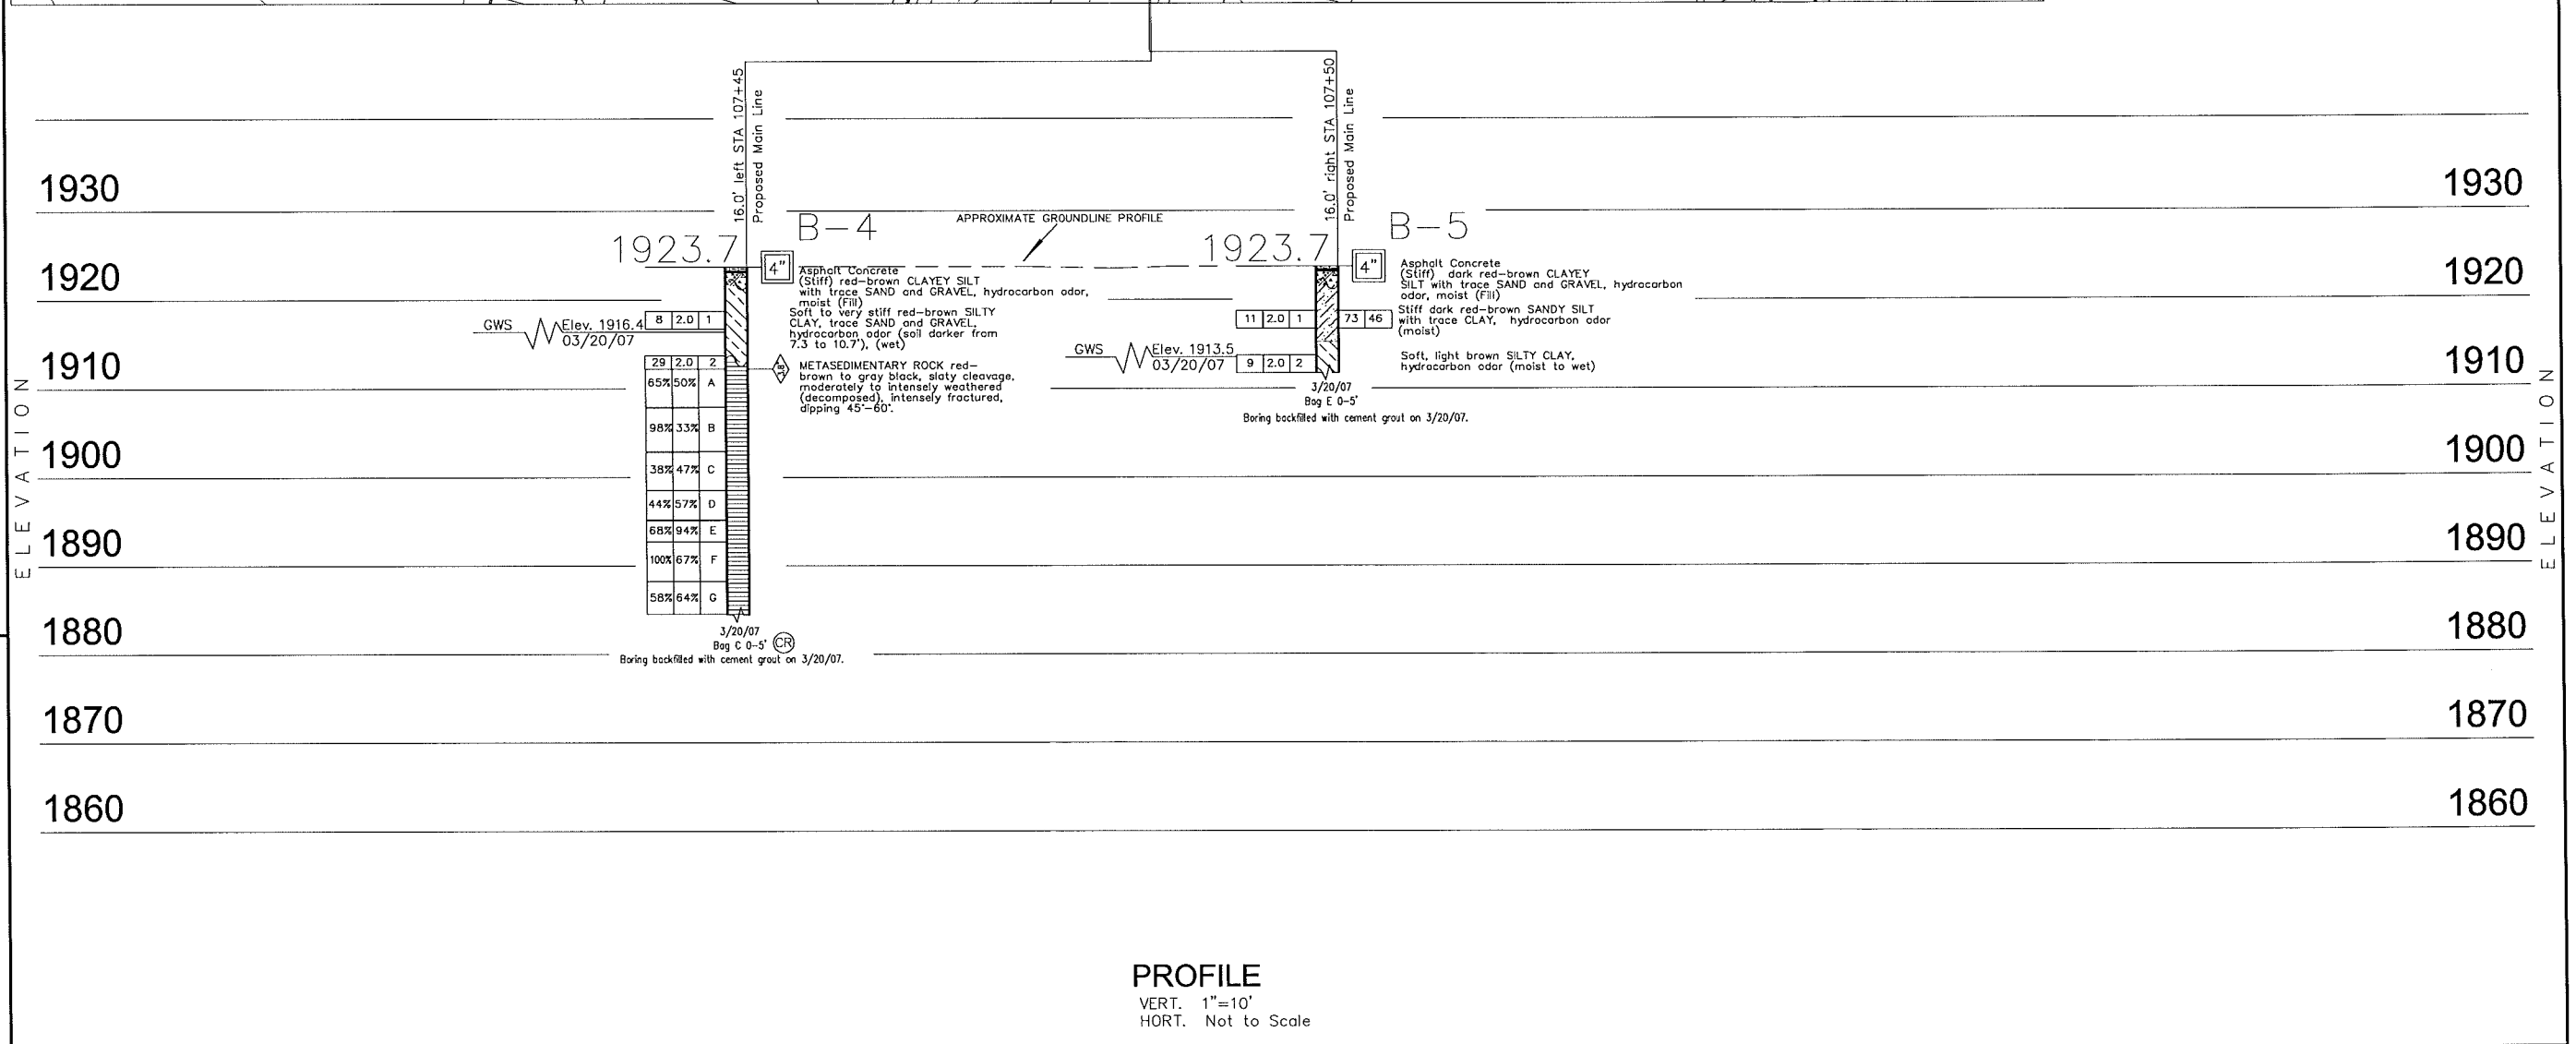 16.0' left STA 107+45
Proposed Main Line
16.0' right STA 107+50
Proposed Main Line
1930
1930
B-4
APPROXIMATE GROUNDLINE PROFILE
B-5
1923.7
1923.7
4"
Asphalt Concrete
(Stiff) red-brown CLAYEY SILT
with trace SAND and GRAVEL, hydrocarbon odor,
moist (Fill)
Soft to very stiff red-brown SILTY
CLAY, trace SAND and GRAVEL,
hydrocarbon odor (soil darker from
7.3 to 10.7'), (wet)
METASEDIMENTARY ROCK red-
brown to gray black, slaty cleavage,
moderately to intensely weathered
(decomposed), intensely fractured,
dipping 45°-60°.
4"
Asphalt Concrete
(Stiff) dark red-brown CLAYEY
SILT with trace SAND and GRAVEL, hydrocarbon
odor, moist (Fill)
Stiff dark red-brown SANDY SILT
with trace CLAY, hydrocarbon odor
(moist)
Soft, light brown SILTY CLAY,
hydrocarbon odor (moist to wet)
1920
1920
GWS
Elev. 1916.4
03/20/07
8 2.0 1
29 2.0 2
65% 50% A
98% 33% B
38% 47% C
44% 57% D
68% 94% E
100% 67% F
58% 64% G
3/20/07
Bag C 0-5' CR
Boring backfilled with cement grout on 3/20/07.
11 2.0 1
73 46
GWS
Elev. 1913.5
03/20/07
9 2.0 2
3/20/07
Bag E 0-5'
Boring backfilled with cement grout on 3/20/07.
1910
1910
ELEVATION
ELEVATION
1900
1900
1890
1890
1880
1880
1870
1870
1860
1860
PROFILE
VERT. 1"=10'
HORT. Not to Scale